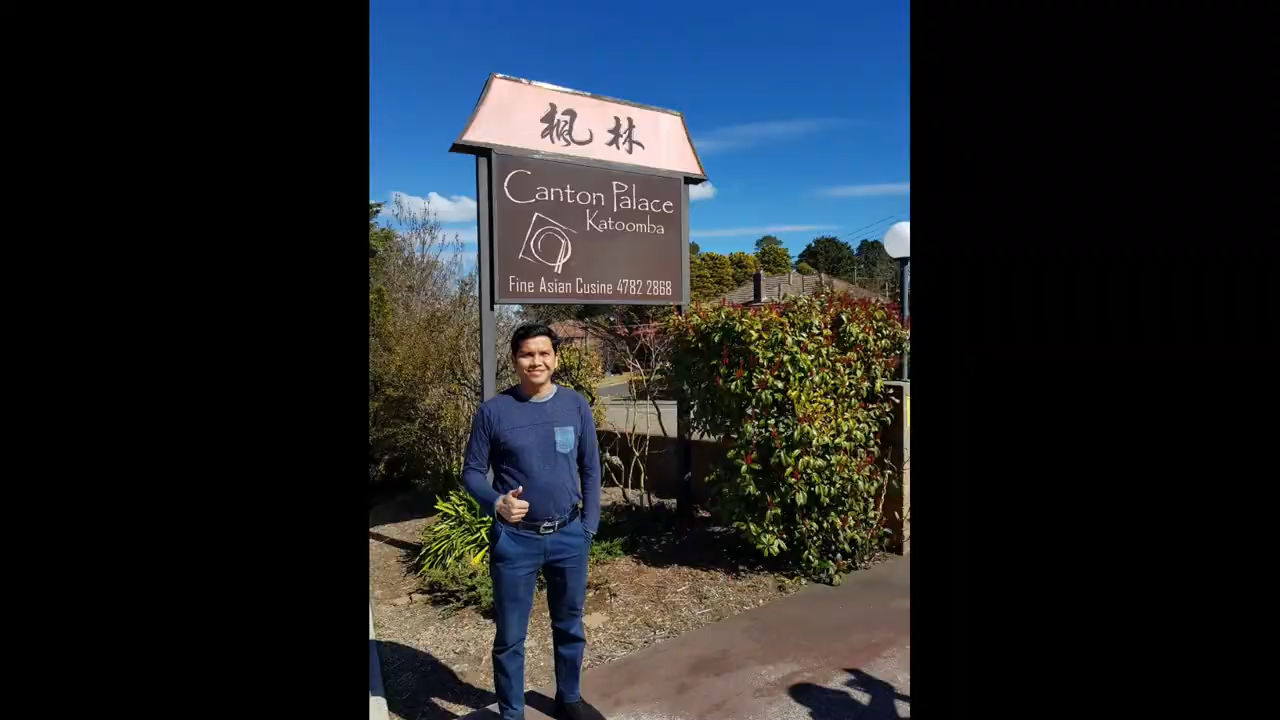 枫林
Canton Palace
Katoomba
Fine Asian Cusine 4782 2868